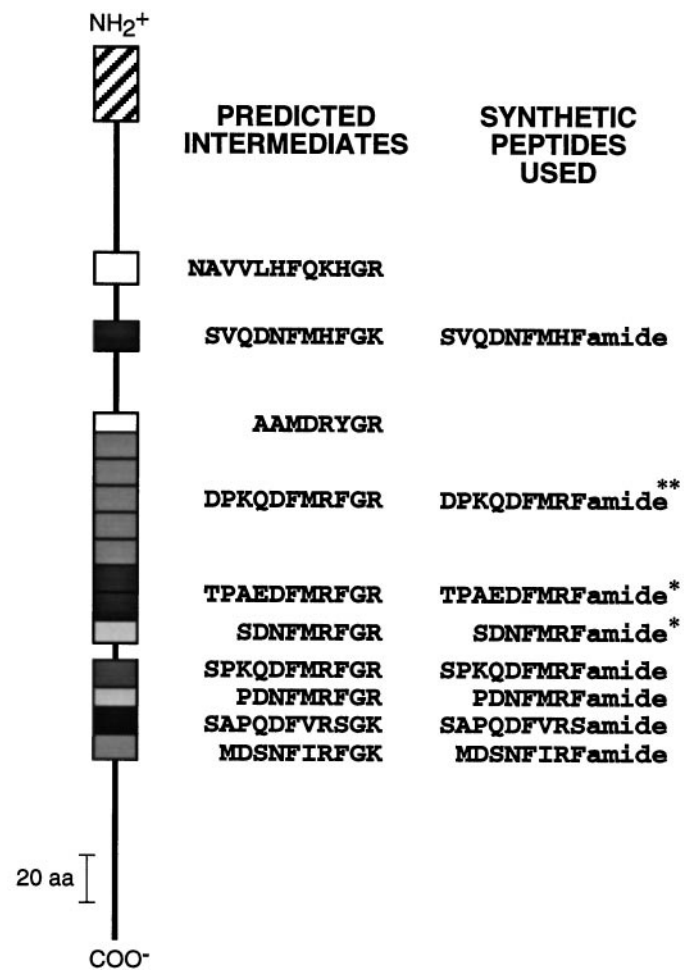 NH2+
PREDICTED
INTERMEDIATES
SYNTHETIC
PEPTIDES
USED
NAVVLHFQKHGR
SVQDNFMHFGK SVQDNFMHFamide
AAMDRYGR
DPKQDFMRFGR DPKQDFMRFamide**
TPAEDFMRFGR TPAEDFMRFamide*
SDNFMRFGR SDNFMRFamide*
SPKQDFMRFGR SPKQDFMRFamide
PDNFMRFGR PDNFMRFamide
SAPQDFVRSGK SAPQDFVRSamide
MDSNFIRFGK MDSNFIRFamide
20 aa
COO-